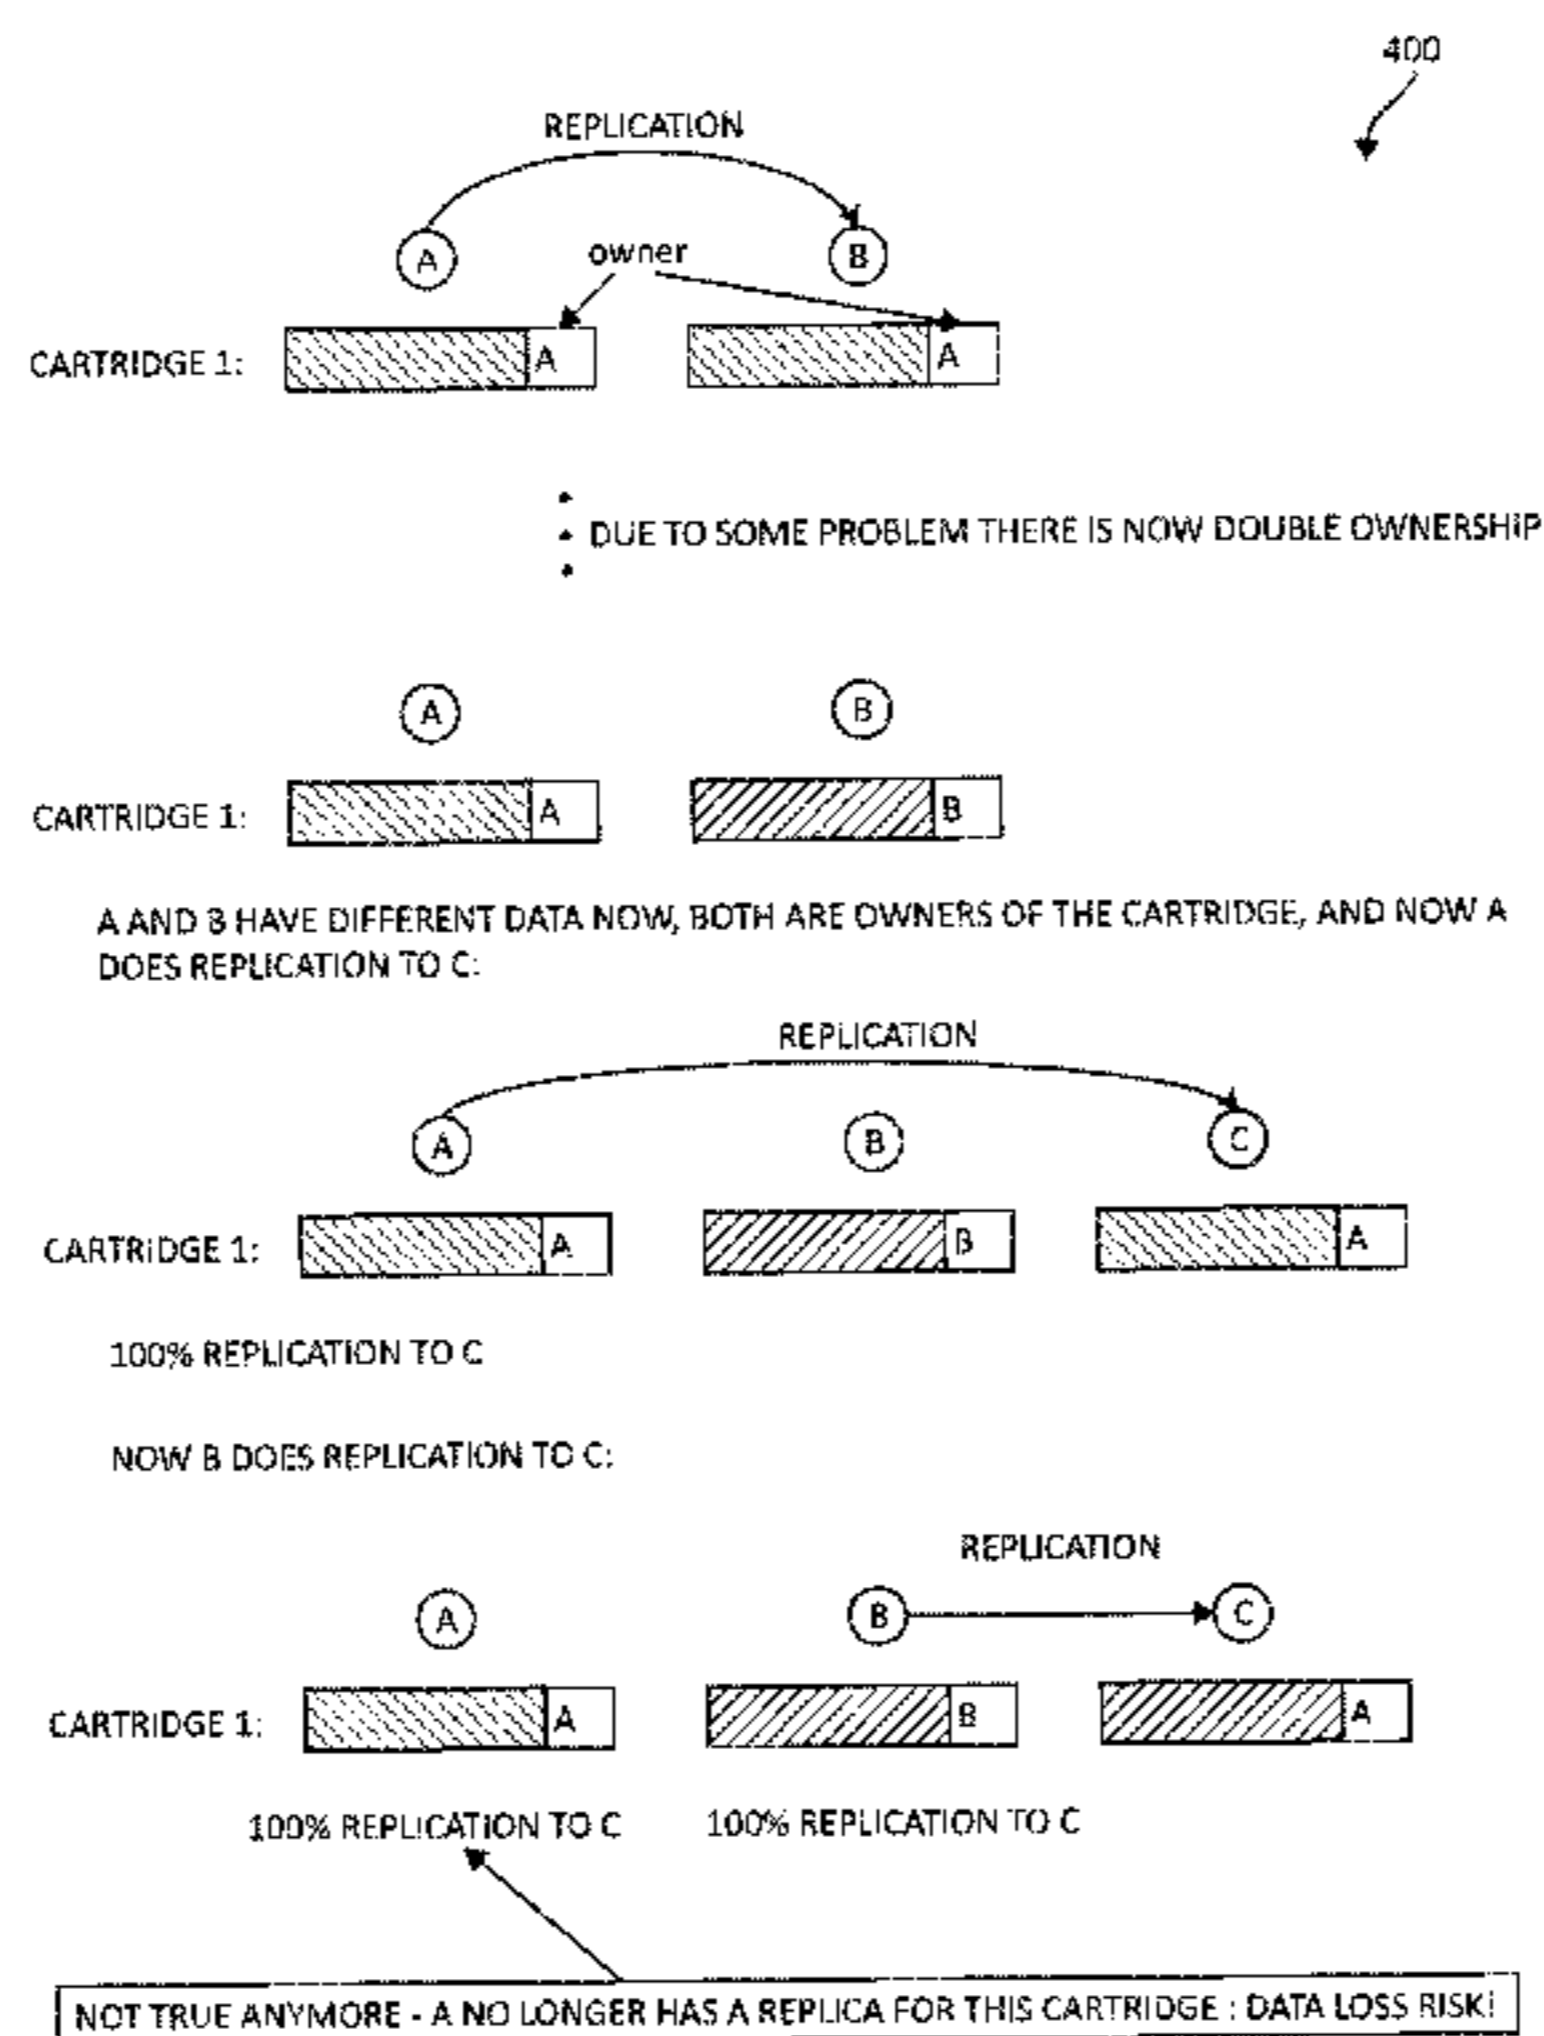 400
REPLICATION
A owner B
CARTRIDGE 1: A A
DUE TO SOME PROBLEM THERE IS NOW DOUBLE OWNERSHIP
A B
CARTRIDGE 1: A B
A AND B HAVE DIFFERENT DATA NOW, BOTH ARE OWNERS OF THE CARTRIDGE, AND NOW A
DOES REPLICATION TO C:
REPLICATION
A B C
CARTRIDGE 1: A B A
100% REPLICATION TO C
NOW B DOES REPLICATION TO C:
REPLICATION
A B C
CARTRIDGE 1: A B A
100% REPLICATION TO C 100% REPLICATION TO C
NOT TRUE ANYMORE - A NO LONGER HAS A REPLICA FOR THIS CARTRIDGE : DATA LOSS RISK!